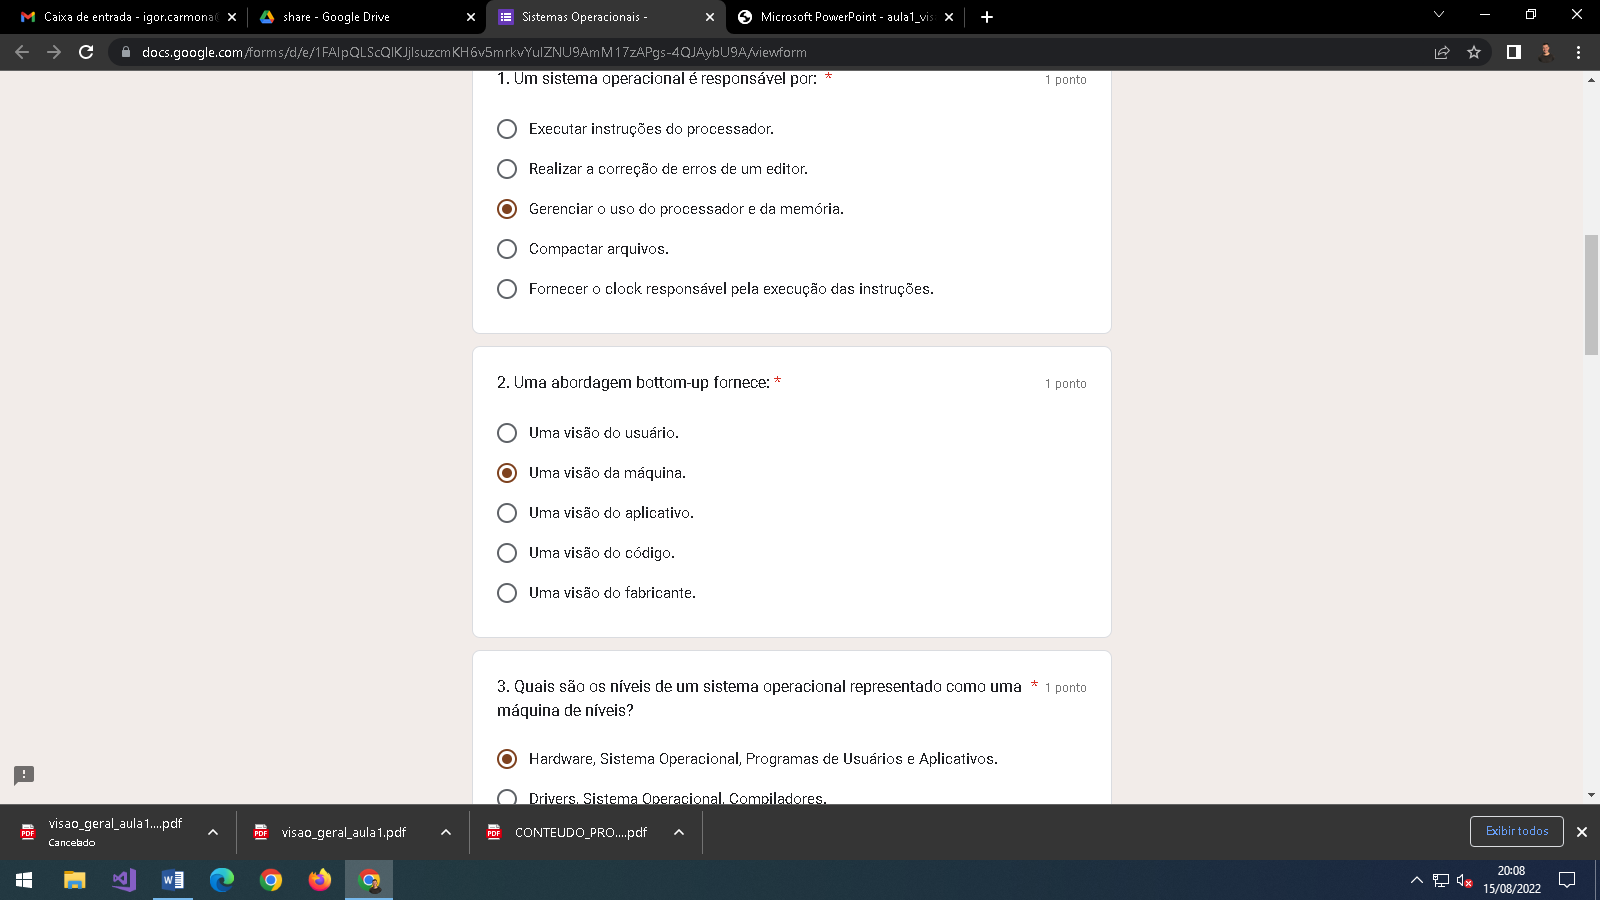 Caixa de entrada - igor.carmona
share - Google Drive
Sistemas Operacionais -
Microsoft PowerPoint - aula1_vis
docs.google.com/forms/d/e/1FAIpQLScQIKJjlsuzcmKH6v5mrkvYulZNU9AmM17zAPgs-4QJAybU9A/viewform
1. Um sistema operacional é responsável por: *
1 ponto
Executar instruções do processador.
Realizar a correção de erros de um editor.
Gerenciar o uso do processador e da memória.
Compactar arquivos.
Fornecer o clock responsável pela execução das instruções.
2. Uma abordagem bottom-up fornece: *
1 ponto
Uma visão do usuário.
Uma visão da máquina.
Uma visão do aplicativo.
Uma visão do código.
Uma visão do fabricante.
3. Quais são os níveis de um sistema operacional representado como uma * 1 ponto
máquina de níveis?
Hardware, Sistema Operacional, Programas de Usuários e Aplicativos.
Drivers, Sistema Operacional, Compiladores.
visao_geral_aula1....pdf
Cancelado
visao_geral_aula1.pdf
CONTEUDO_PRO....pdf
Exibir todos
20:08
15/08/2022